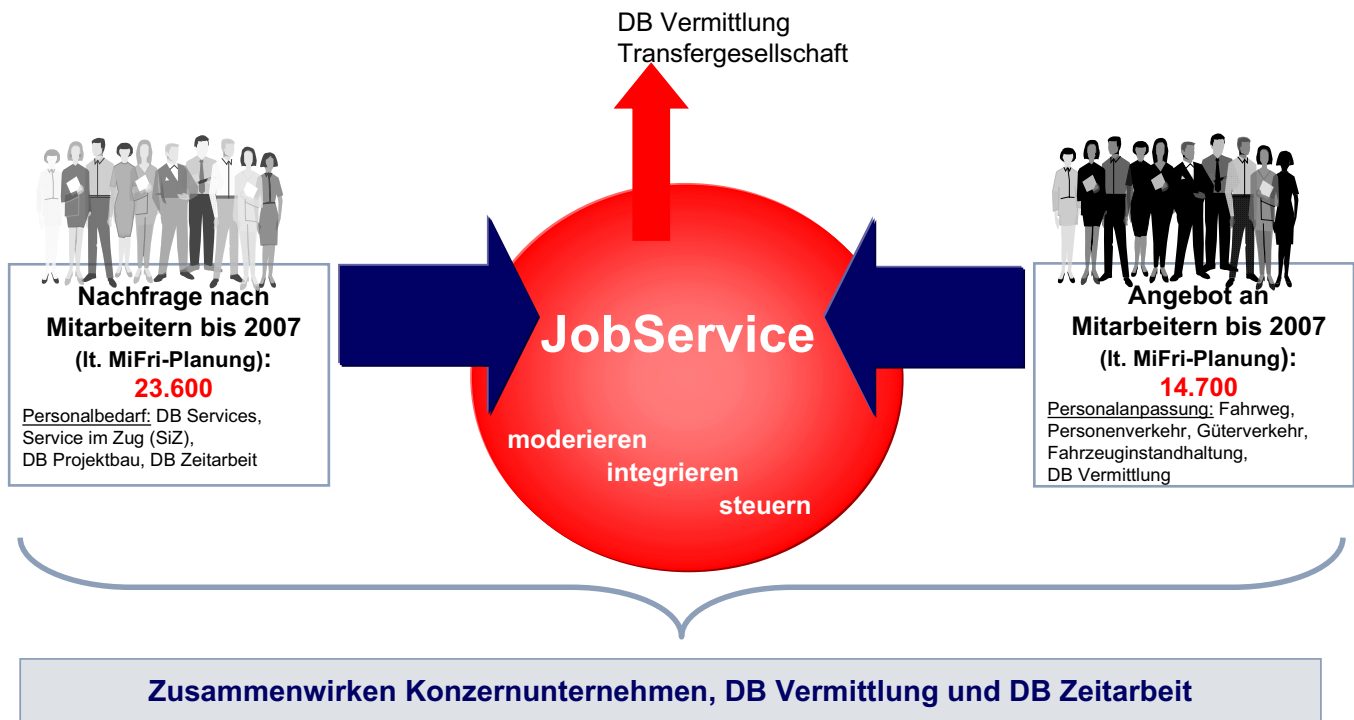 DB Vermittlung
Transfergesellschaft
Nachfrage nach
Mitarbeitern bis 2007
(lt. MiFri-Planung):
23.600
Personalbedarf: DB Services,
Service im Zug (SiZ),
DB Projektbau, DB Zeitarbeit
JobService
moderieren
integrieren
steuern
Angebot an
Mitarbeitern bis 2007
(lt. MiFri-Planung):
14.700
Personalanpassung: Fahrweg,
Personenverkehr, Güterverkehr,
Fahrzeuginstandhaltung,
DB Vermittlung
Zusammenwirken Konzernunternehmen, DB Vermittlung und DB Zeitarbeit